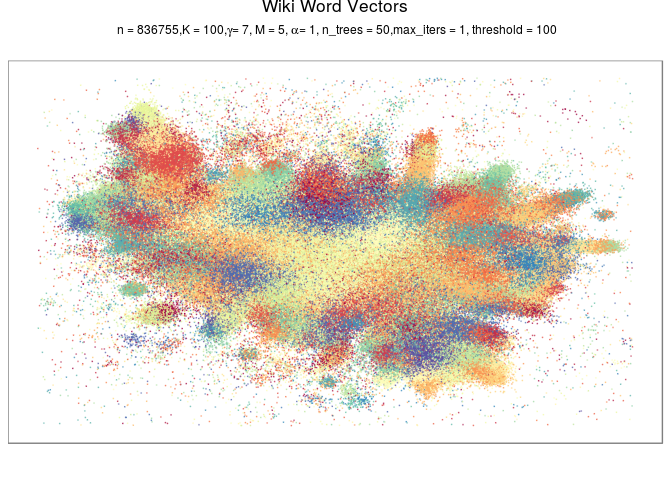 Wiki Word Vectors
n = 836755,K = 100,γ= 7, M = 5, α= 1, n_trees = 50,max_iters = 1, threshold = 100